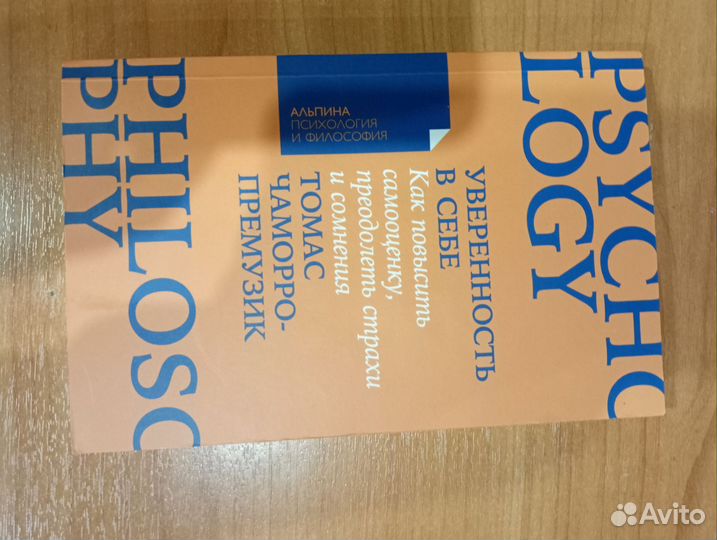 PSYCHO
LOGY
АЛЬПИНА
ПСИХОЛОГИЯ
И ФИЛОСОФИЯ
УВЕРЕННОСТЬ
В СЕБЕ
Как повысить
самооценку,
преодолеть страхи
и сомнения
ТОМАС
ЧАМОРРО-
ПРЕМУЗИК
PHILOSO
PHY
Avito